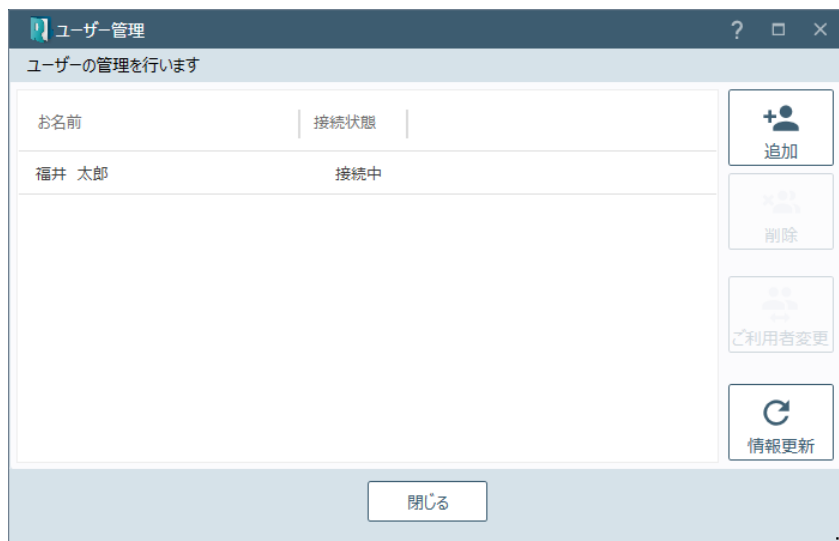 ユーザー管理
ユーザーの管理を行います
お名前 接続状態
福井 太郎 接続中
追加
削除
ご利用者変更
情報更新
閉じる